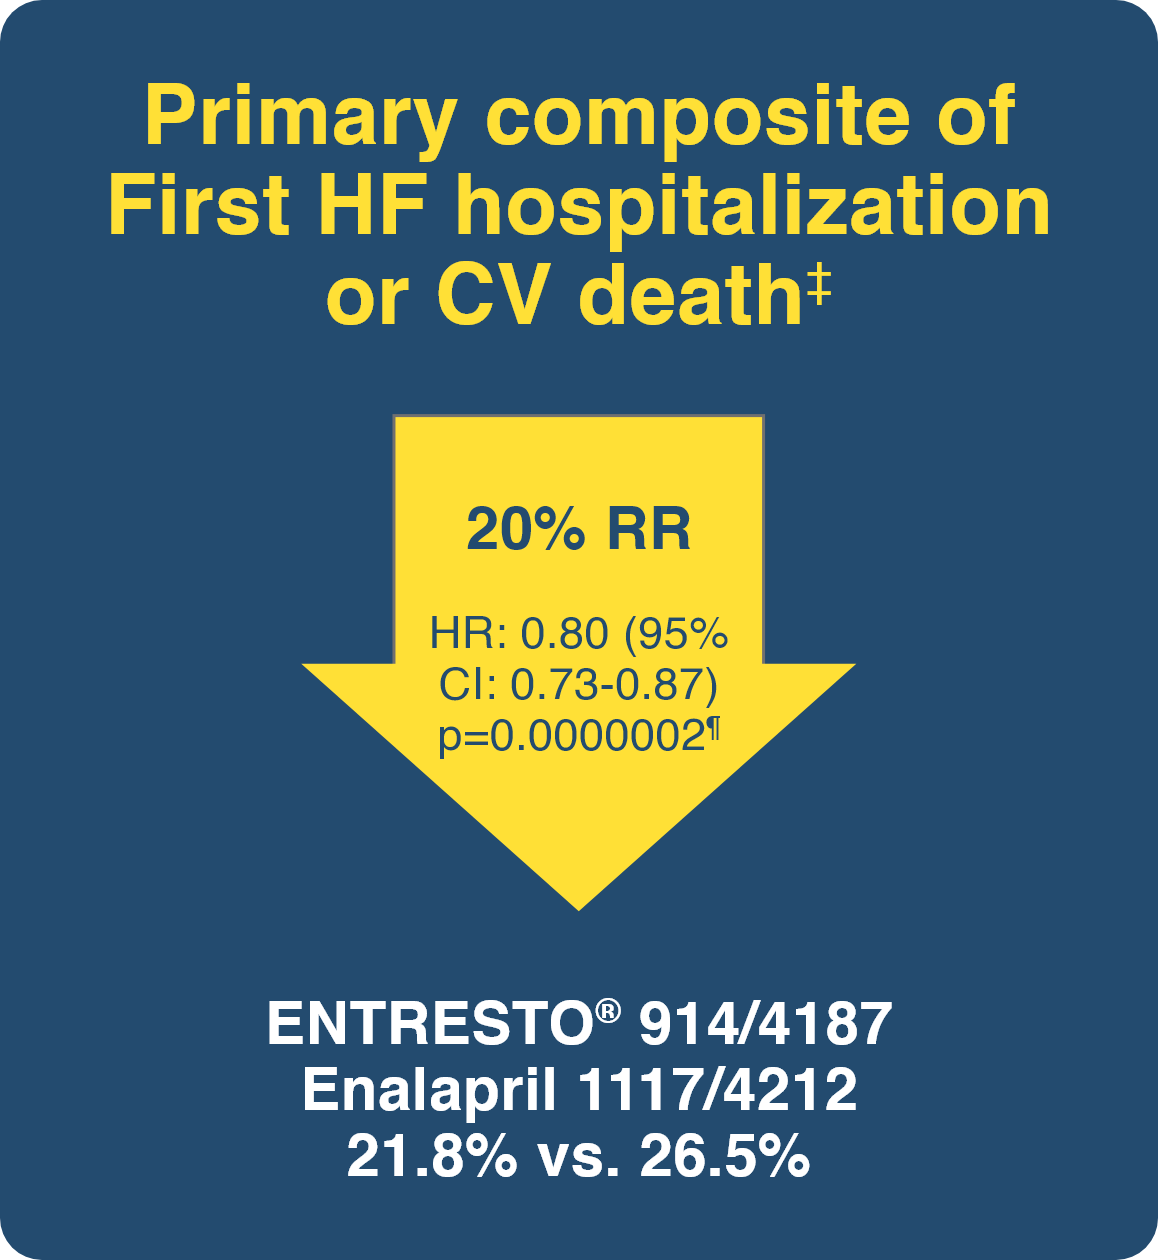 Primary composite of
First HF hospitalization
or CV death‡
20% RR
HR: 0.80 (95%
CI: 0.73-0.87)
p=0.0000002¶
ENTRESTO® 914/4187
Enalapril 1117/4212
21.8% vs. 26.5%